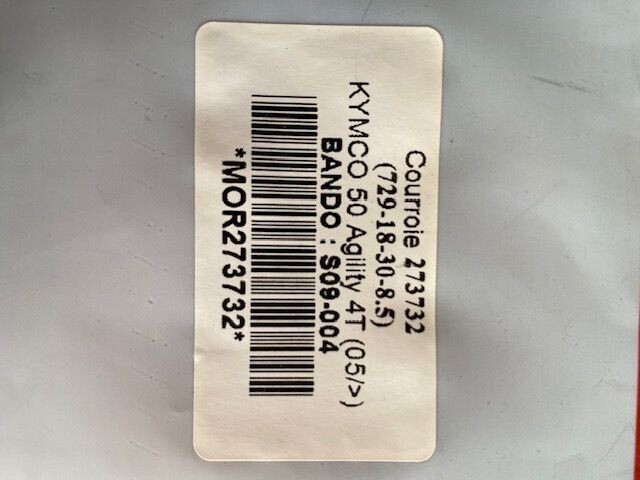 Courroie 273732
(729-18-30-8.5)
KYMCO 50 Agility 4T (05/>)
BANDO : S09-004
*MOR273732*